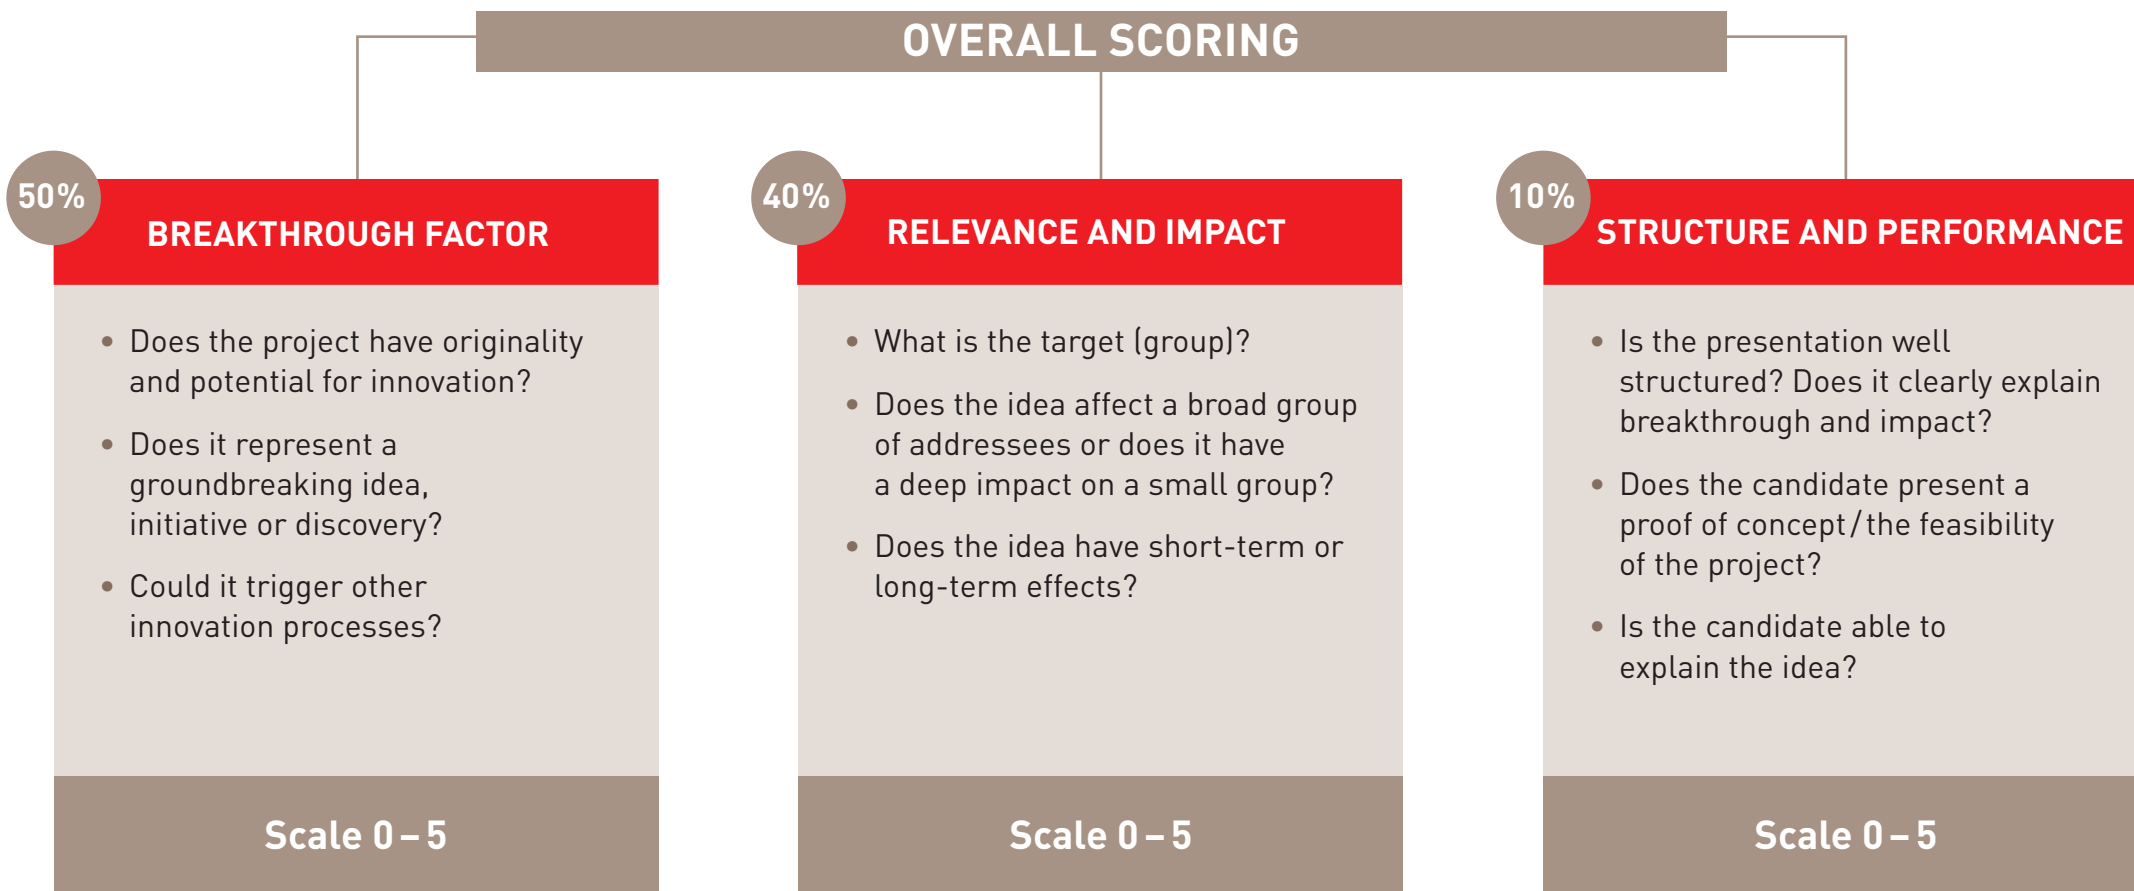 OVERALL SCORING
50%
BREAKTHROUGH FACTOR
• Does the project have originality
and potential for innovation?
• Does it represent a
groundbreaking idea,
initiative or discovery?
• Could it trigger other
innovation processes?
Scale 0 – 5
40%
RELEVANCE AND IMPACT
• What is the target (group)?
• Does the idea affect a broad group
of addressees or does it have
a deep impact on a small group?
• Does the idea have short-term or
long-term effects?
Scale 0 – 5
10%
STRUCTURE AND PERFORMANCE
• Is the presentation well
structured? Does it clearly explain
breakthrough and impact?
• Does the candidate present a
proof of concept / the feasibility
of the project?
• Is the candidate able to
explain the idea?
Scale 0 – 5